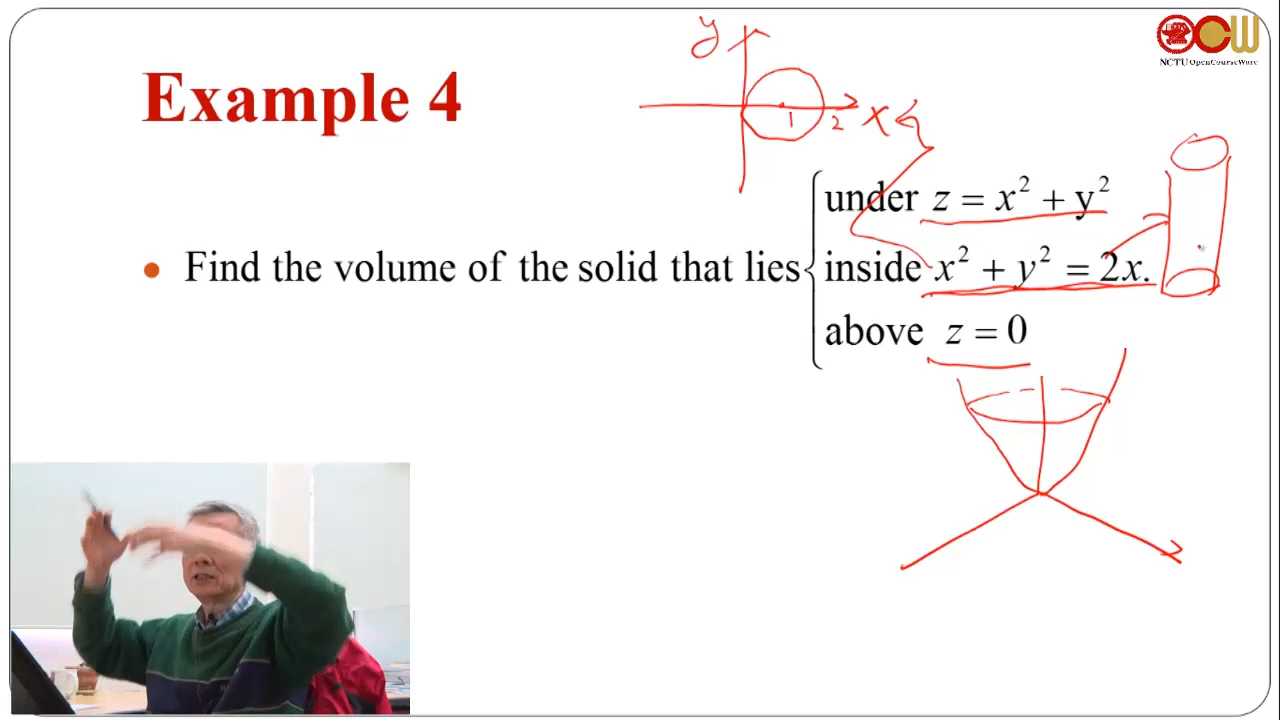 y
Example 4
1
2
x
NCTU OpenCourseWare
under z = x² + y²
Find the volume of the solid that lies inside x² + y² = 2x.
above z = 0